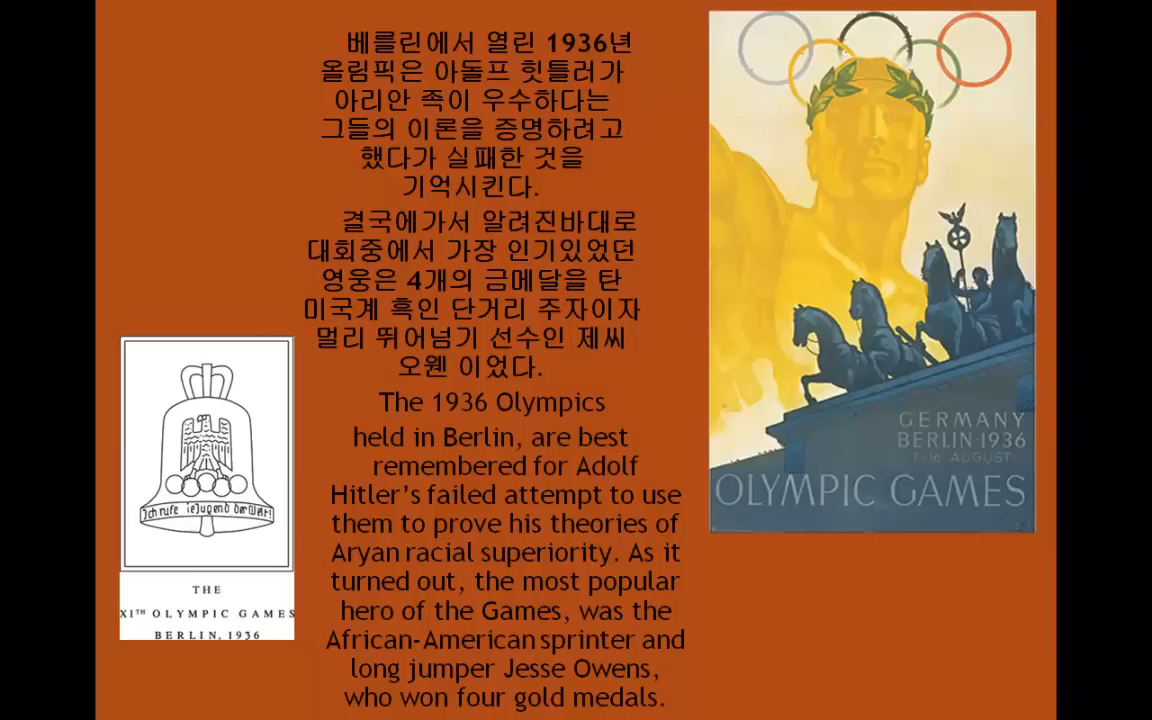 베를린에서 열린 1936년
올림픽은 아돌프 힛틀러가
아리안 족이 우수하다는
그들의 이론을 증명하려고
했다가 실패한 것을
기억시킨다.
결국에가서 알려진바대로
대회중에서 가장 인기있었던
영웅은 4개의 금메달을 탄
미국계 흑인 단거리 주자이자
멀리 뛰어넘기 선수인 제씨
오웬 이었다.
The 1936 Olympics
held in Berlin, are best
remembered for Adolf
Hitler’s failed attempt to use
them to prove his theories of
Aryan racial superiority. As it
turned out, the most popular
hero of the Games, was the
African-American sprinter and
long jumper Jesse Owens,
who won four gold medals.
Ich rufe ie Jugend der Welt!
THE
XITH OLYMPIC GAMES
BERLIN, 1936
GERMANY
BERLIN·1936
1-16 AUGUST
OLYMPIC GAMES